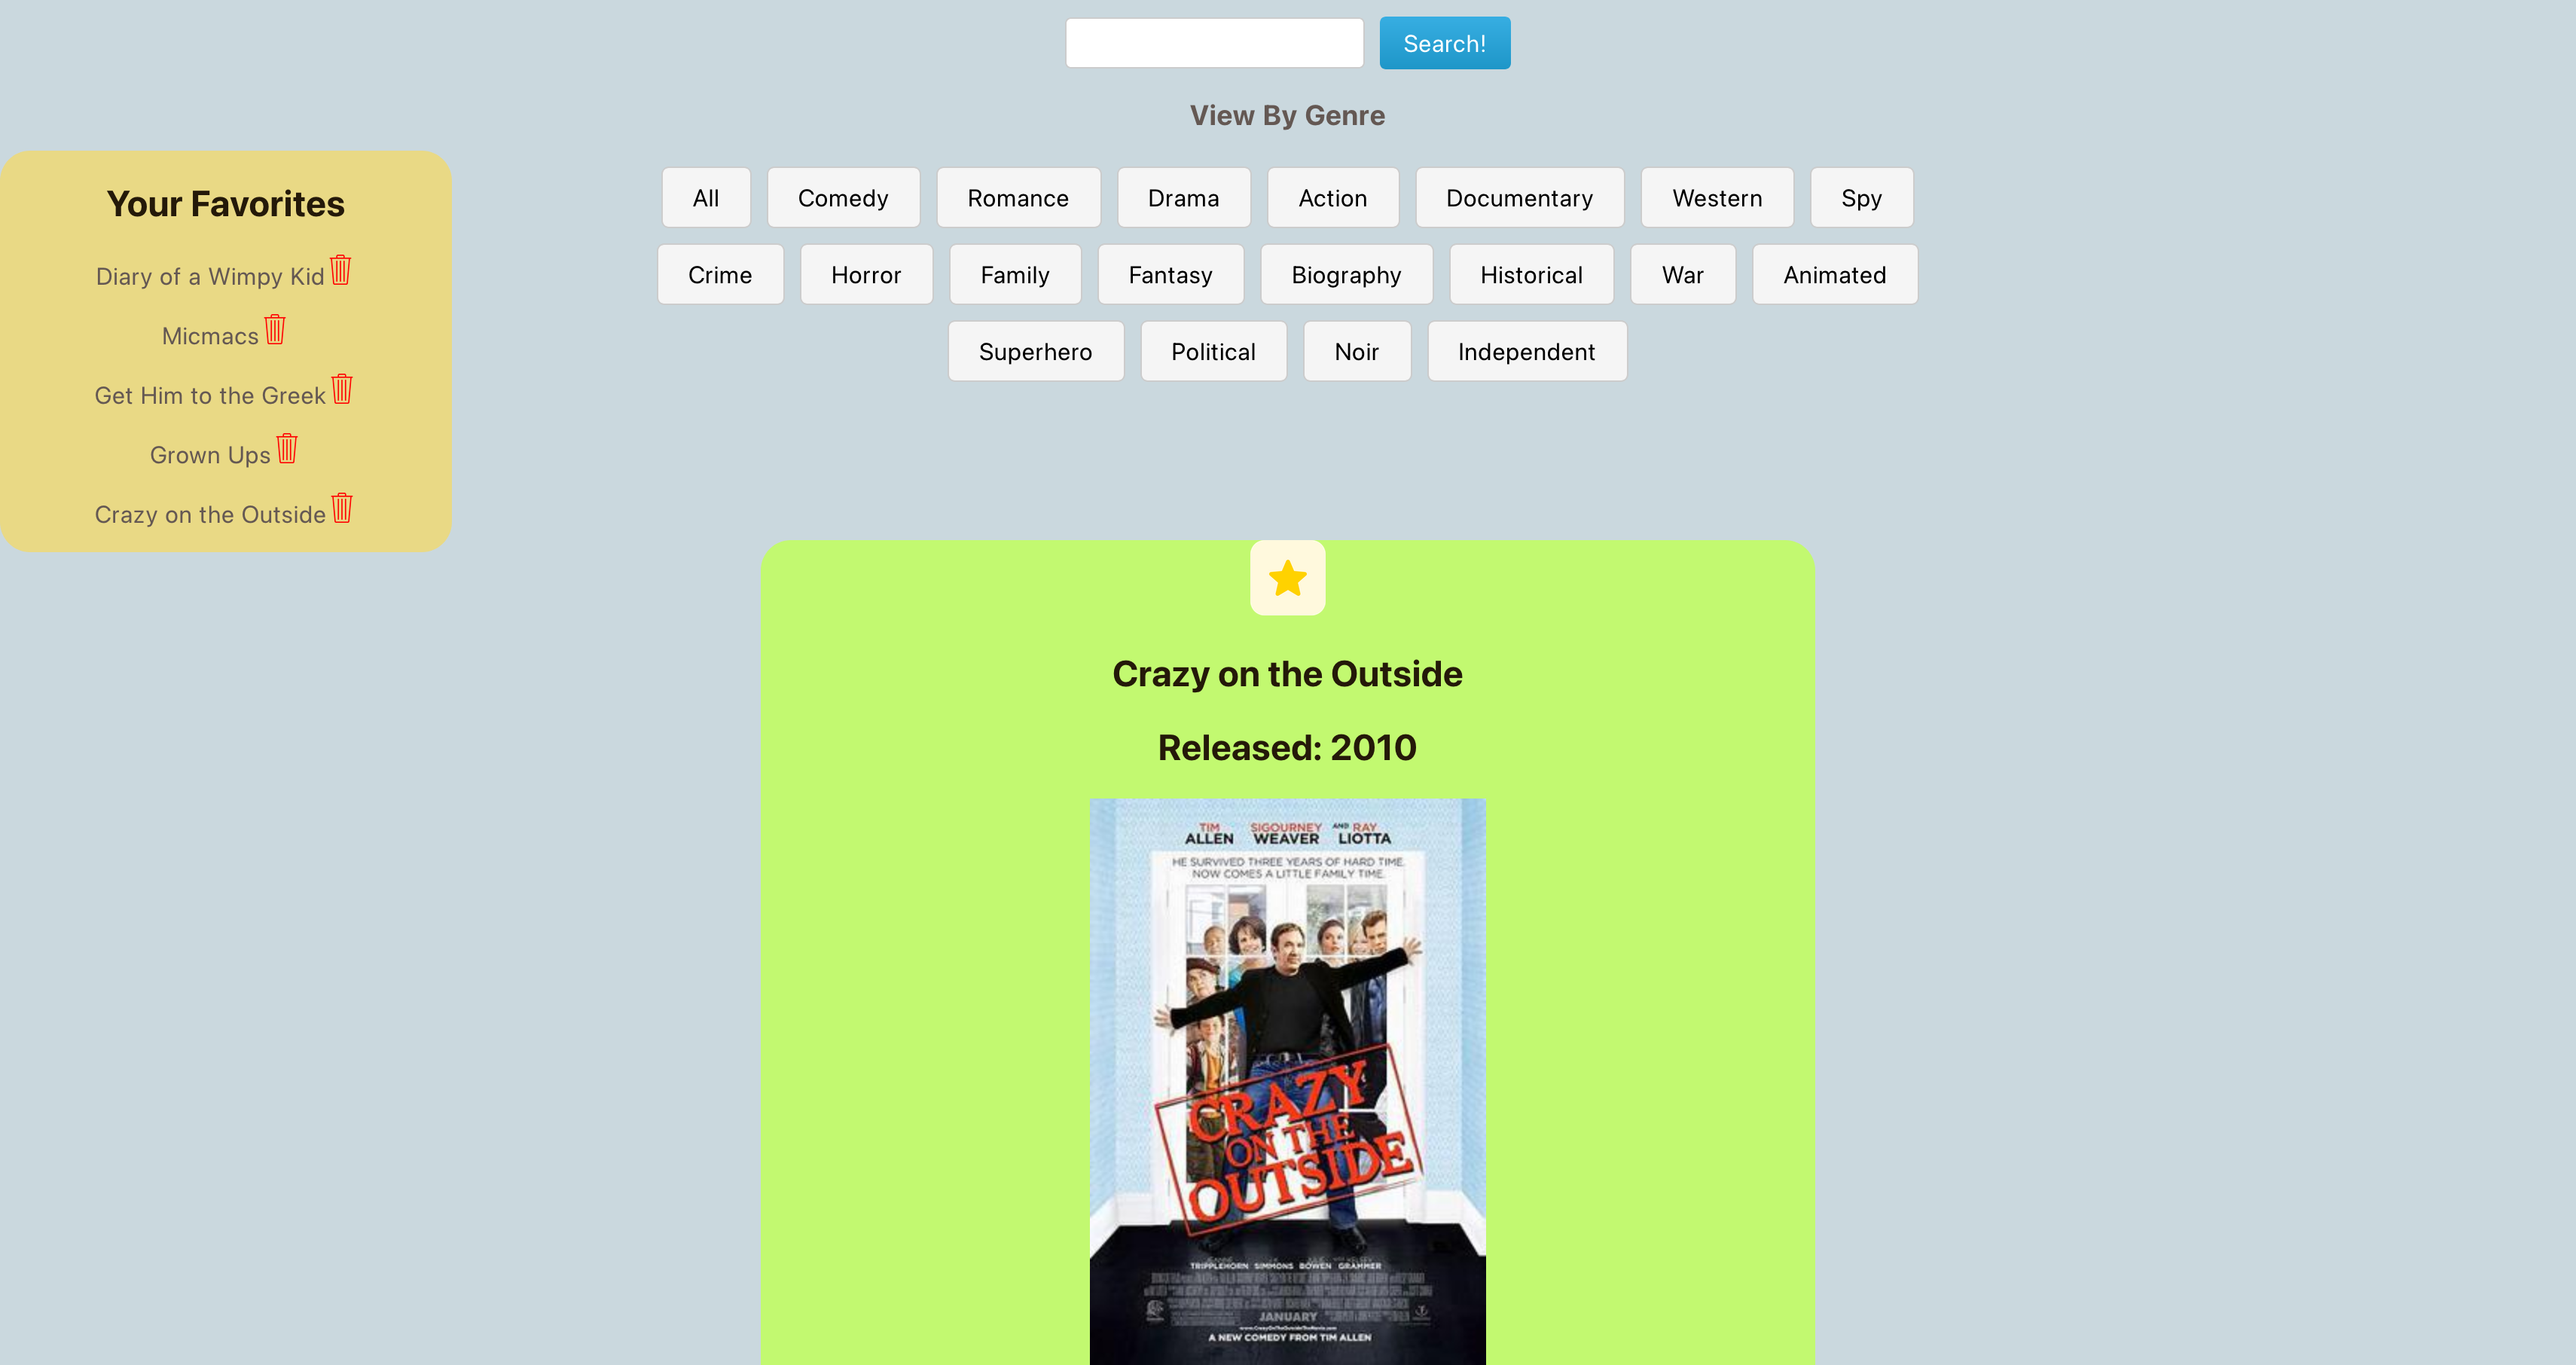 Search!
View By Genre
Your Favorites
Diary of a Wimpy Kid
Micmacs
Get Him to the Greek
Grown Ups
Crazy on the Outside
All Comedy Romance Drama Action Documentary Western Spy
Crime Horror Family Fantasy Biography Historical War Animated
Superhero Political Noir Independent
Crazy on the Outside
Released: 2010
TIM ALLEN SIGOURNEY WEAVER AND RAY LIOTTA
HE SURVIVED THREE YEARS OF HARD TIME.
NOW COMES A LITTLE FAMILY TIME.
CRAZY
ON THE
OUTSIDE
TRIPPLEHORN SIMMONS BOWEN GRAMMER
JANUARY
A NEW COMEDY FROM TIM ALLEN